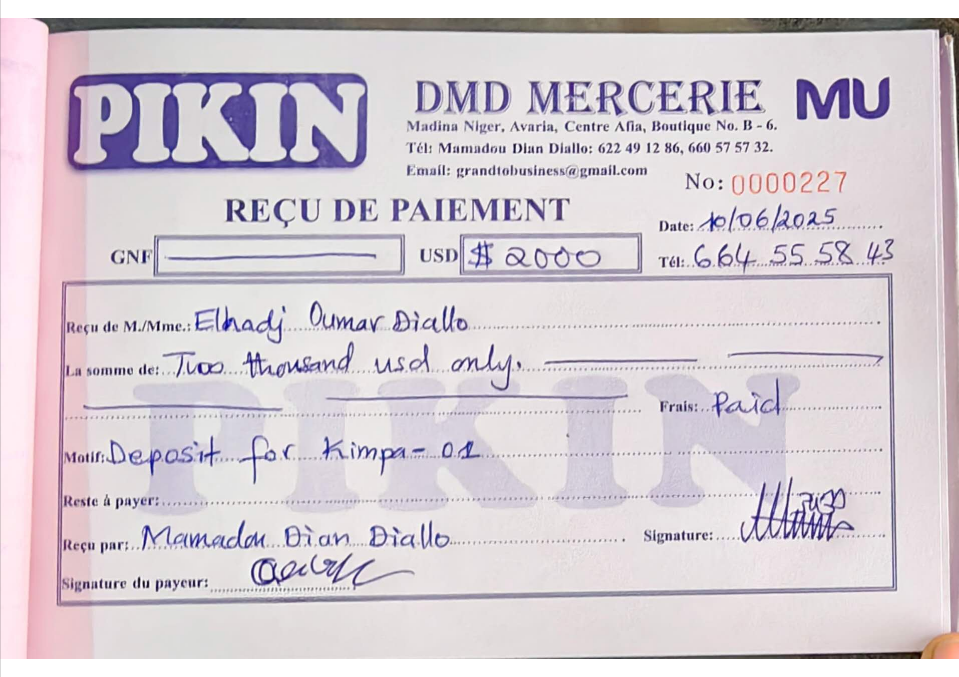 PIKIN
DMD MERCERIE MU
Madina Niger, Avaria, Centre Afia, Boutique No. B - 6.
Tél: Mamadou Dian Diallo: 622 49 12 86, 660 57 57 32.
Email: grandtobusiness@gmail.com
No: 0000227
REÇU DE PAIEMENT
Date: 10/06/2025
GNF USD $ 2000 Tél: 664 55 58 43
Reçu de M./Mme.: Elhadj Oumar Diallo
La somme de: Two thousand usd only.
Frais: Paid
Motif: Deposit for Kimpa-01
Reste à payer:
Reçu par: Mamadou Dian Diallo Signature:
Signature du payeur:
PIKIN